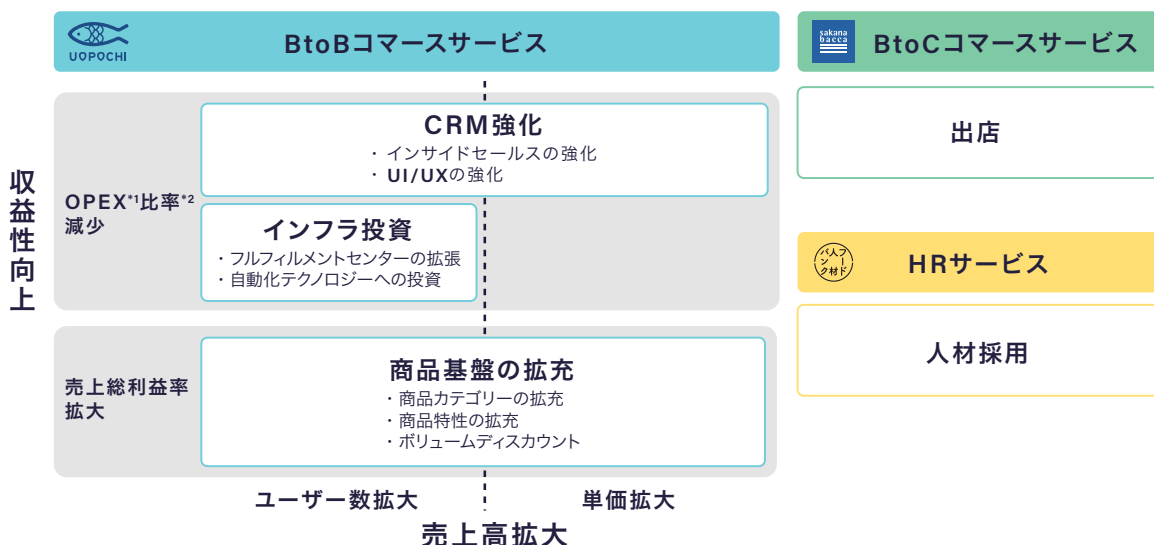 UOPOCHI
BtoBコマースサービス
収益性向上
OPEX*1比率*2
減少
CRM強化
・インサイドセールスの強化
・UI/UXの強化
インフラ投資
・フルフィルメントセンターの拡張
・自動化テクノロジーへの投資
売上総利益率
拡大
商品基盤の拡充
・商品カテゴリーの拡充
・商品特性の拡充
・ボリュームディスカウント
ユーザー数拡大
単価拡大
売上高拡大
sakana
bacca
BtoCコマースサービス
出店
フード
人材
バンク
HRサービス
人材採用